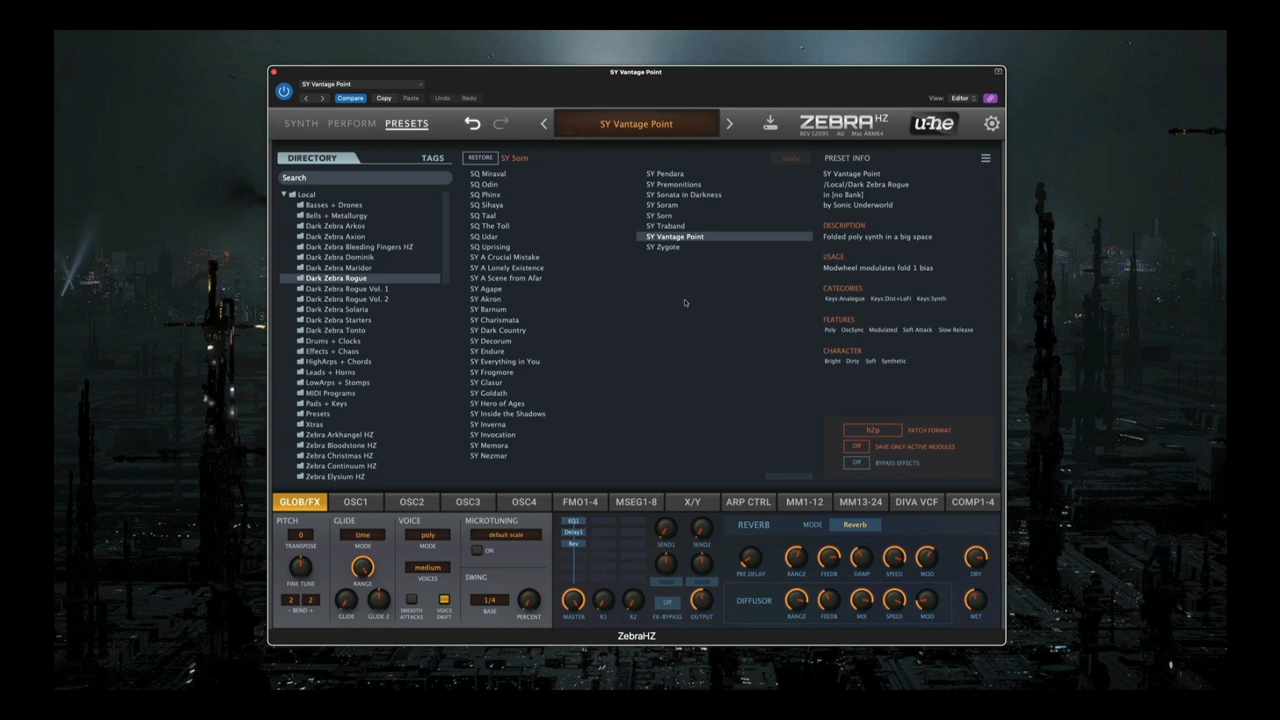 SY Vantage Point
SY Vantage Point
Compare Copy Paste Undo Redo View: Editor
SYNTH PERFORM PRESETS SY Vantage Point ZEBRA HZ u-he
REV 12095 AU Mac ARM64
DIRECTORY TAGS
Search
Local
Basses + Drones
Bells + Metallurgy
Dark Zebra Arkos
Dark Zebra Axion
Dark Zebra Bleeding Fingers HZ
Dark Zebra Dominik
Dark Zebra Maridor
Dark Zebra Rogue
Dark Zebra Rogue Vol. 1
Dark Zebra Rogue Vol. 2
Dark Zebra Solaria
Dark Zebra Starters
Dark Zebra Tonto
Drums + Clocks
Effects + Chaos
HighArps + Chords
Leads + Horns
LowArps + Stomps
MIDI Programs
Pads + Keys
Presets
Xtras
Zebra Arkhangel HZ
Zebra Bloodstone HZ
Zebra Christmas HZ
Zebra Continuum HZ
Zebra Elysium HZ
RESTORE SY Sorn ready
SQ Miraval
SQ Odin
SQ Phinx
SQ Sihaya
SQ Taal
SQ The Toll
SQ Udar
SQ Uprising
SY A Crucial Mistake
SY A Lonely Existence
SY A Scene from Afar
SY Agape
SY Akron
SY Barnum
SY Charismata
SY Dark Country
SY Decorum
SY Endure
SY Everything in You
SY Frogmore
SY Glasur
SY Goldath
SY Hero of Ages
SY Inside the Shadows
SY Inverna
SY Invocation
SY Memora
SY Nezmar
SY Pendara
SY Premonitions
SY Sonata in Darkness
SY Soram
SY Sorn
SY Traband
SY Vantage Point
SY Zygote
PRESET INFO
SY Vantage Point
/Local/Dark Zebra Rogue
in [no Bank]
by Sonic Underworld
DESCRIPTION
Folded poly synth in a big space
USAGE
Modwheel modulates fold 1 bias
CATEGORIES
Keys:Analogue Keys:Dist+LoFi Keys:Synth
FEATURES
Poly OscSync Modulated Soft Attack Slow Release
CHARACTER
Bright Dirty Soft Synthetic
h2p PATCH FORMAT
Off SAVE ONLY ACTIVE MODULES
Off BYPASS EFFECTS
GLOB/FX OSC1 OSC2 OSC3 OSC4 FMO1-4 MSEG1-8 X/Y ARP CTRL MM1-12 MM13-24 DIVA VCF COMP1-4
PITCH
0
TRANSPOSE
FINE TUNE
2 2
- BEND +
GLIDE
time
MODE
RANGE
GLIDE GLIDE 2
VOICE
poly
MODE
medium
VOICES
SMOOTH ATTACKS VOICE DRIFT
MICROTUNING
default scale
ON
SWING
1/4
BASE PERCENT
EQ1
Delay1
Rev
MASTER R1 R2
SEND1 SEND2
none none
Off
FX-BYPASS OUTPUT
REVERB MODE Reverb
PRE DELAY RANGE FEEDB DAMP SPEED MOD DRY
DIFFUSOR
RANGE FEEDB MIX SPEED MOD WET
ZebraHZ